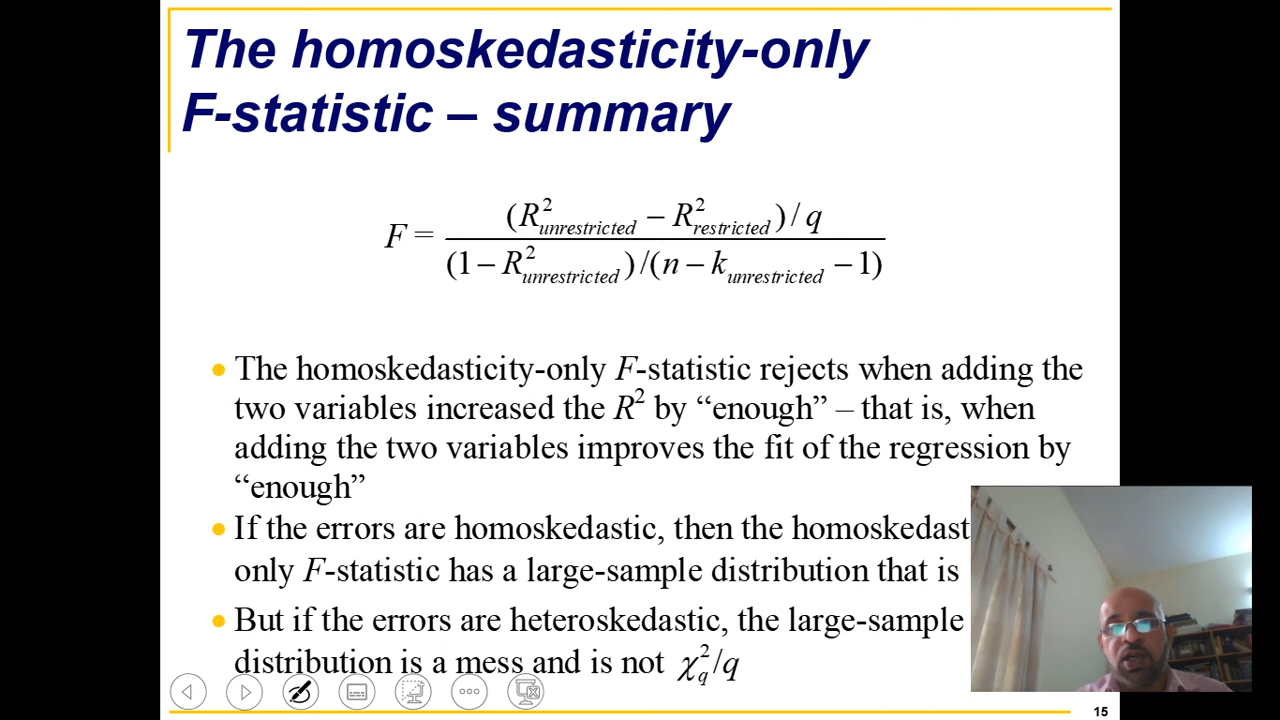 The homoskedasticity-only
F-statistic – summary
F = (R²unrestricted − R²restricted) / q
(1 − R²unrestricted) / (n − kunrestricted − 1)
• The homoskedasticity-only F-statistic rejects when adding the
two variables increased the R² by “enough” – that is, when
adding the two variables improves the fit of the regression by
“enough”
• If the errors are homoskedastic, then the
only F-statistic has a large-sample distribution that is
• But if the errors are heteroskedastic, the large-sample
distribution is a mess and is not χ²q/q
15